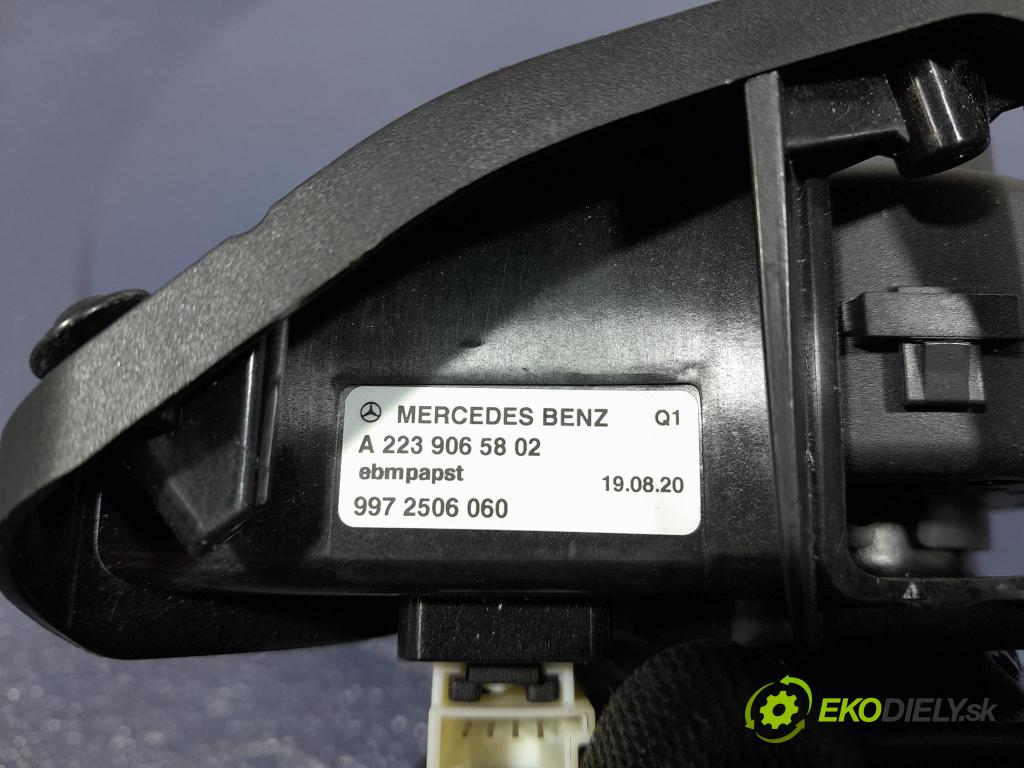 MERCEDES BENZ Q1
A 223 906 58 02
ebmpapst
19.08.20
997 2506 060
EKODIELY.sk